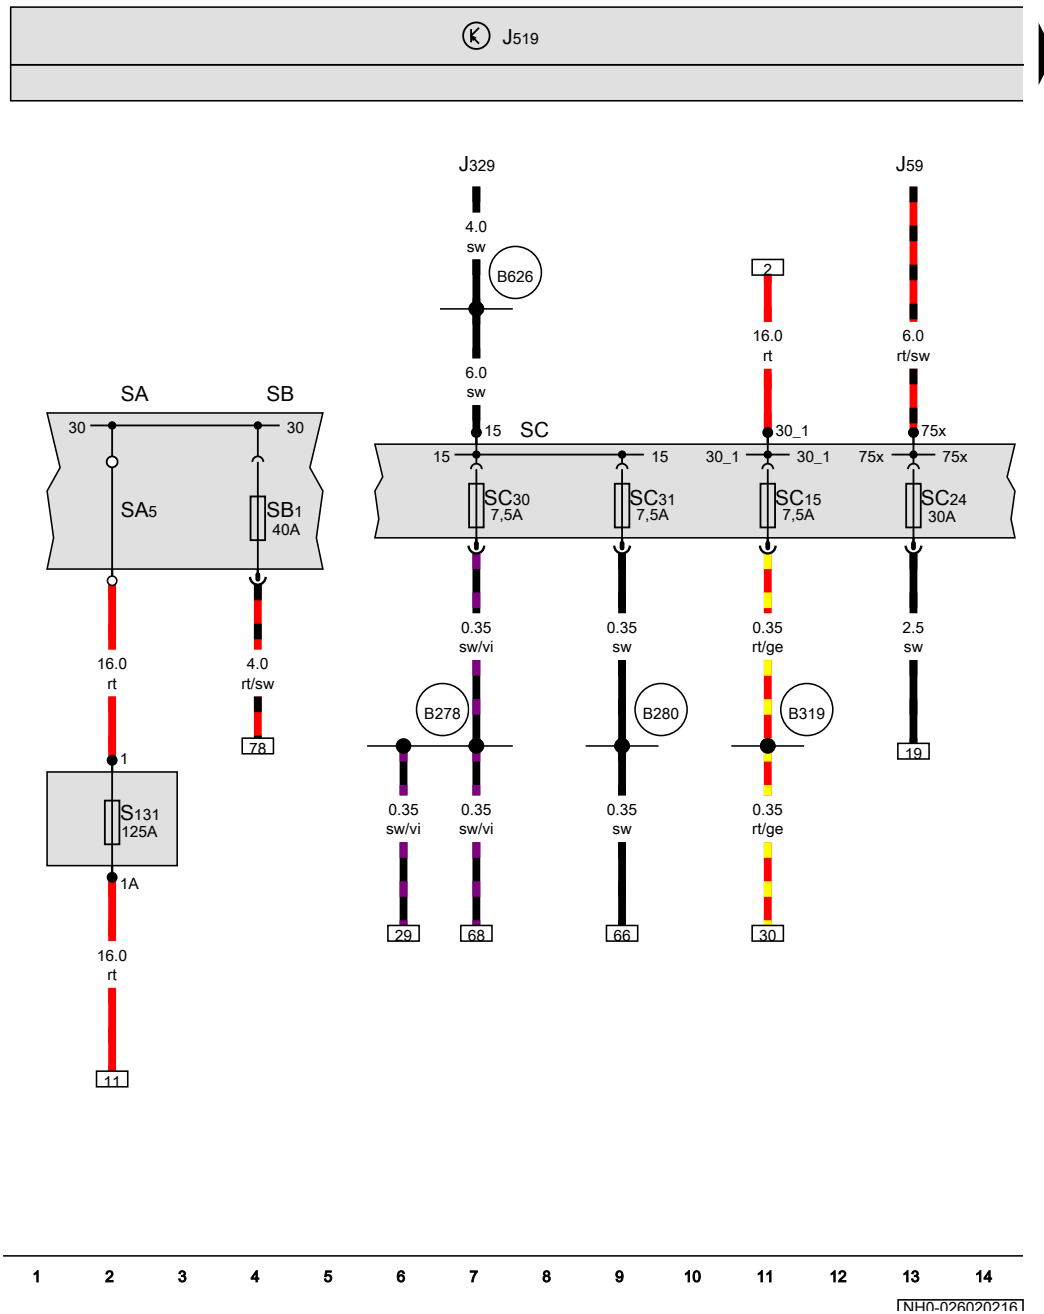 J519
J329
J59
4.0
sw
B626
2
16.0
rt
6.0
rt/sw
6.0
sw
SA
SB
30
30
15
SC
30_1
75x
15
15
30_1
30_1
75x
75x
SA5
SB1
40A
SC30
7,5A
SC31
7,5A
SC15
7,5A
SC24
30A
0.35
sw/vi
0.35
sw
0.35
rt/ge
2.5
sw
16.0
rt
4.0
rt/sw
B278
B280
B319
78
19
1
S131
125A
0.35
sw/vi
0.35
sw/vi
0.35
sw
0.35
rt/ge
1A
29
68
66
30
16.0
rt
11
1 2 3 4 5 6 7 8 9 10 11 12 13 14
NH0-026020216